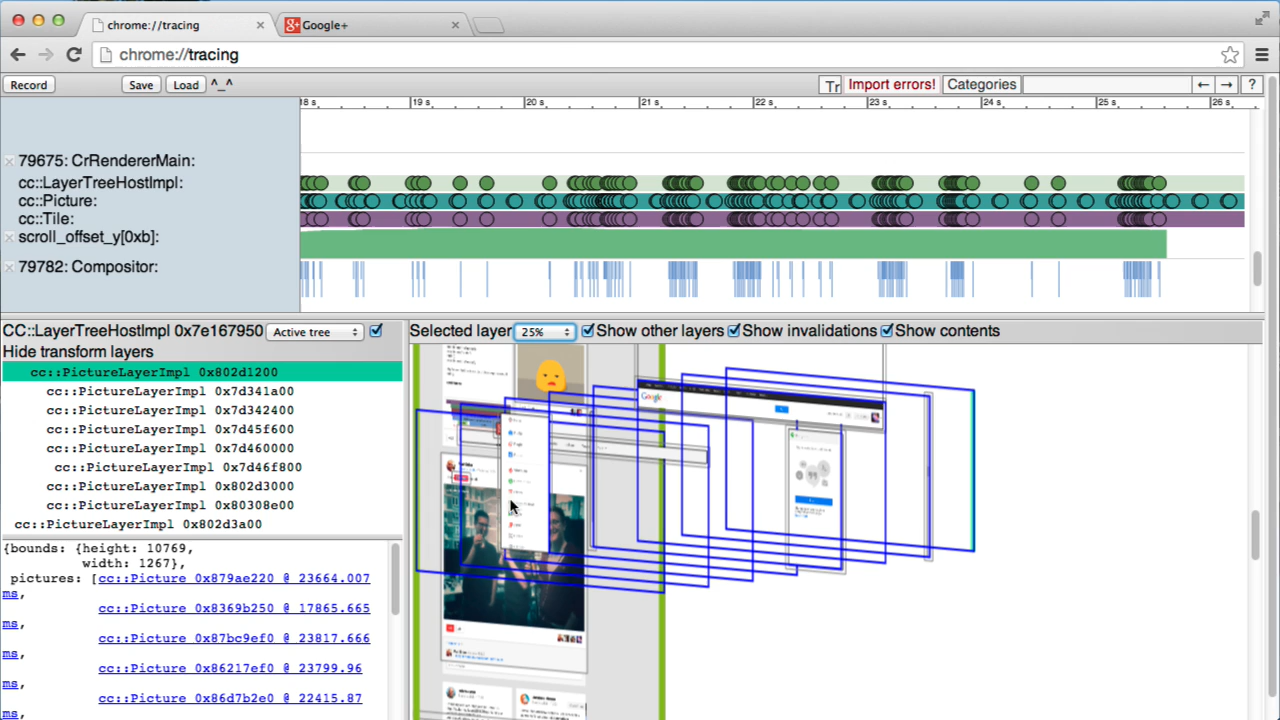 chrome://tracing
Google+
chrome://tracing
Record Save Load ^_^ Tr Import errors! Categories ← → ?
18 s 19 s 20 s 21 s 22 s 23 s 24 s 25 s 26 s
79675: CrRendererMain:
cc::LayerTreeHostImpl:
cc::Picture:
cc::Tile:
scroll_offset_y[0xb]:
79782: Compositor:
CC::LayerTreeHostImpl 0x7e167950 Active tree
Hide transform layers
cc::PictureLayerImpl 0x802d1200
cc::PictureLayerImpl 0x7d341a00
cc::PictureLayerImpl 0x7d342400
cc::PictureLayerImpl 0x7d45f600
cc::PictureLayerImpl 0x7d460000
cc::PictureLayerImpl 0x7d46f800
cc::PictureLayerImpl 0x802d3000
cc::PictureLayerImpl 0x80308e00
cc::PictureLayerImpl 0x802d3a00
{bounds: {height: 10769,
width: 1267},
pictures: [cc::Picture 0x879ae220 @ 23664.007
ms,
cc::Picture 0x8369b250 @ 17865.665
ms,
cc::Picture 0x87bc9ef0 @ 23817.666
ms,
cc::Picture 0x86217ef0 @ 23799.96
ms,
cc::Picture 0x86d7b2e0 @ 22415.87
ms,
Selected layer 25% Show other layers Show invalidations Show contents
Google